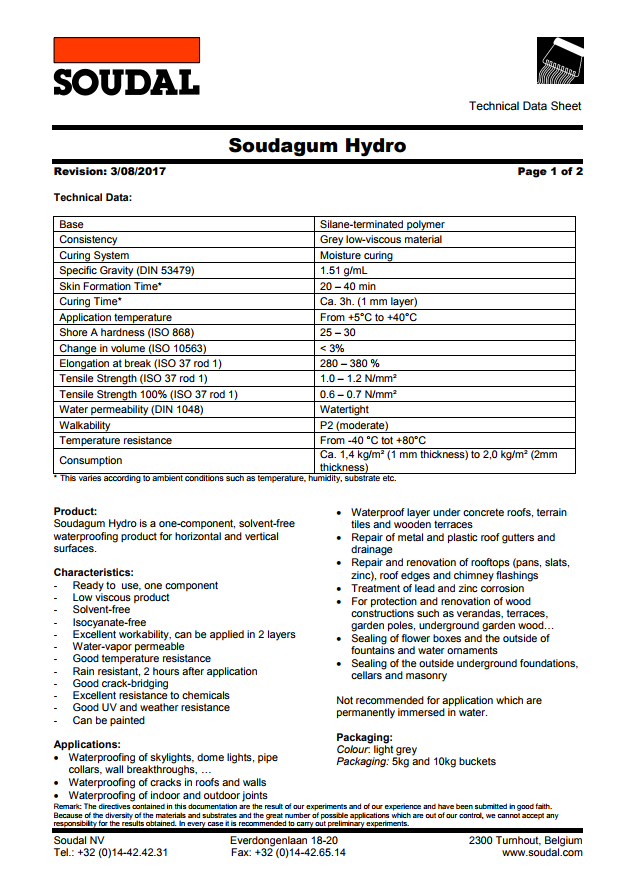 SOUDAL
Technical Data Sheet
Soudagum Hydro
Revision: 3/08/2017 Page 1 of 2
Technical Data:
Base Silane-terminated polymer
Consistency Grey low-viscous material
Curing System Moisture curing
Specific Gravity (DIN 53479) 1.51 g/mL
Skin Formation Time* 20 – 40 min
Curing Time* Ca. 3h. (1 mm layer)
Application temperature From +5°C to +40°C
Shore A hardness (ISO 868) 25 – 30
Change in volume (ISO 10563) < 3%
Elongation at break (ISO 37 rod 1) 280 – 380 %
Tensile Strength (ISO 37 rod 1) 1.0 – 1.2 N/mm²
Tensile Strength 100% (ISO 37 rod 1) 0.6 – 0.7 N/mm²
Water permeability (DIN 1048) Watertight
Walkability P2 (moderate)
Temperature resistance From -40 °C tot +80°C
Consumption Ca. 1,4 kg/m² (1 mm thickness) to 2,0 kg/m² (2mm
thickness)
* This varies according to ambient conditions such as temperature, humidity, substrate etc.
Product:
Soudagum Hydro is a one-component, solvent-free
waterproofing product for horizontal and vertical
surfaces.
Characteristics:
- Ready to use, one component
- Low viscous product
- Solvent-free
- Isocyanate-free
- Excellent workability, can be applied in 2 layers
- Water-vapor permeable
- Good temperature resistance
- Rain resistant, 2 hours after application
- Good crack-bridging
- Excellent resistance to chemicals
- Good UV and weather resistance
- Can be painted
Applications:
• Waterproofing of skylights, dome lights, pipe
collars, wall breakthroughs, …
• Waterproofing of cracks in roofs and walls
• Waterproofing of indoor and outdoor joints
• Waterproof layer under concrete roofs, terrain
tiles and wooden terraces
• Repair of metal and plastic roof gutters and
drainage
• Repair and renovation of rooftops (pans, slats,
zinc), roof edges and chimney flashings
• Treatment of lead and zinc corrosion
• For protection and renovation of wood
constructions such as verandas, terraces,
garden poles, underground garden wood…
• Sealing of flower boxes and the outside of
fountains and water ornaments
• Sealing of the outside underground foundations,
cellars and masonry
Not recommended for application which are
permanently immersed in water.
Packaging:
Colour: light grey
Packaging: 5kg and 10kg buckets
Remark: The directives contained in this documentation are the result of our experiments and of our experience and have been submitted in good faith.
Because of the diversity of the materials and substrates and the great number of possible applications which are out of our control, we cannot accept any
responsibility for the results obtained. In every case it is recommended to carry out preliminary experiments.
Soudal NV Everdongenlaan 18-20 2300 Turnhout, Belgium
Tel.: +32 (0)14-42.42.31 Fax: +32 (0)14-42.65.14 www.soudal.com